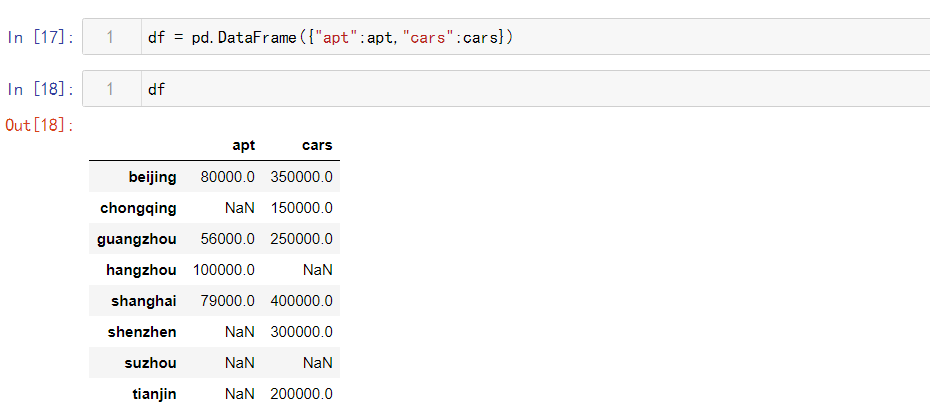 In [17]: 1 df = pd.DataFrame({"apt":apt,"cars":cars})
In [18]: 1 df
Out[18]:
apt cars
beijing 80000.0 350000.0
chongqing NaN 150000.0
guangzhou 56000.0 250000.0
hangzhou 100000.0 NaN
shanghai 79000.0 400000.0
shenzhen NaN 300000.0
suzhou NaN NaN
tianjin NaN 200000.0